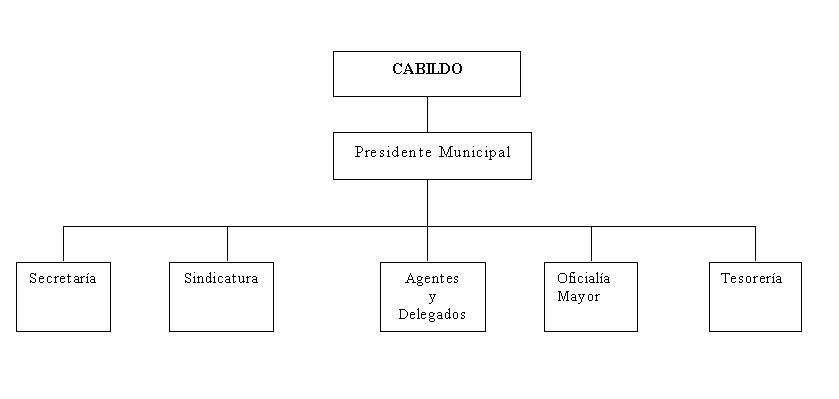 CABILDO
Presidente Municipal
Secretaría
Sindicatura
Agentes
y
Delegados
Oficialía
Mayor
Tesorería